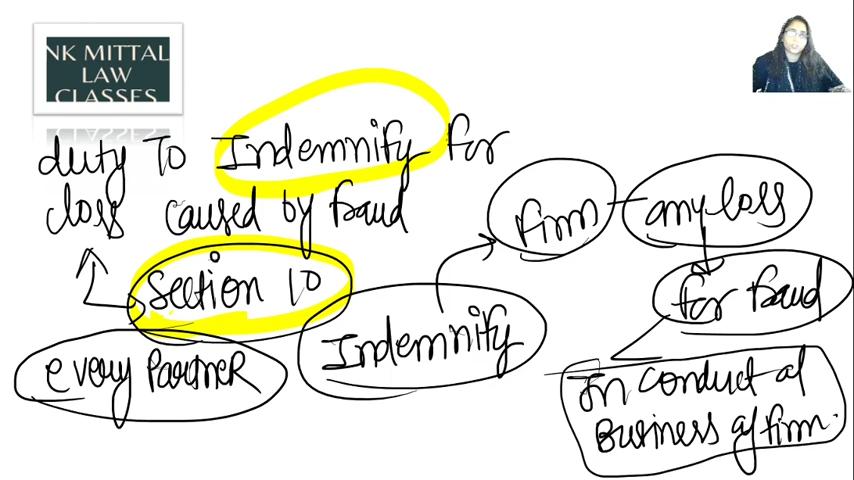 NK MITTAL
LAW
CLASSES
duty To Indemnify for
loss caused by fraud
Section 10
every Partner
Indemnify
firm - any loss
for fraud
In conduct of
Business of firm.